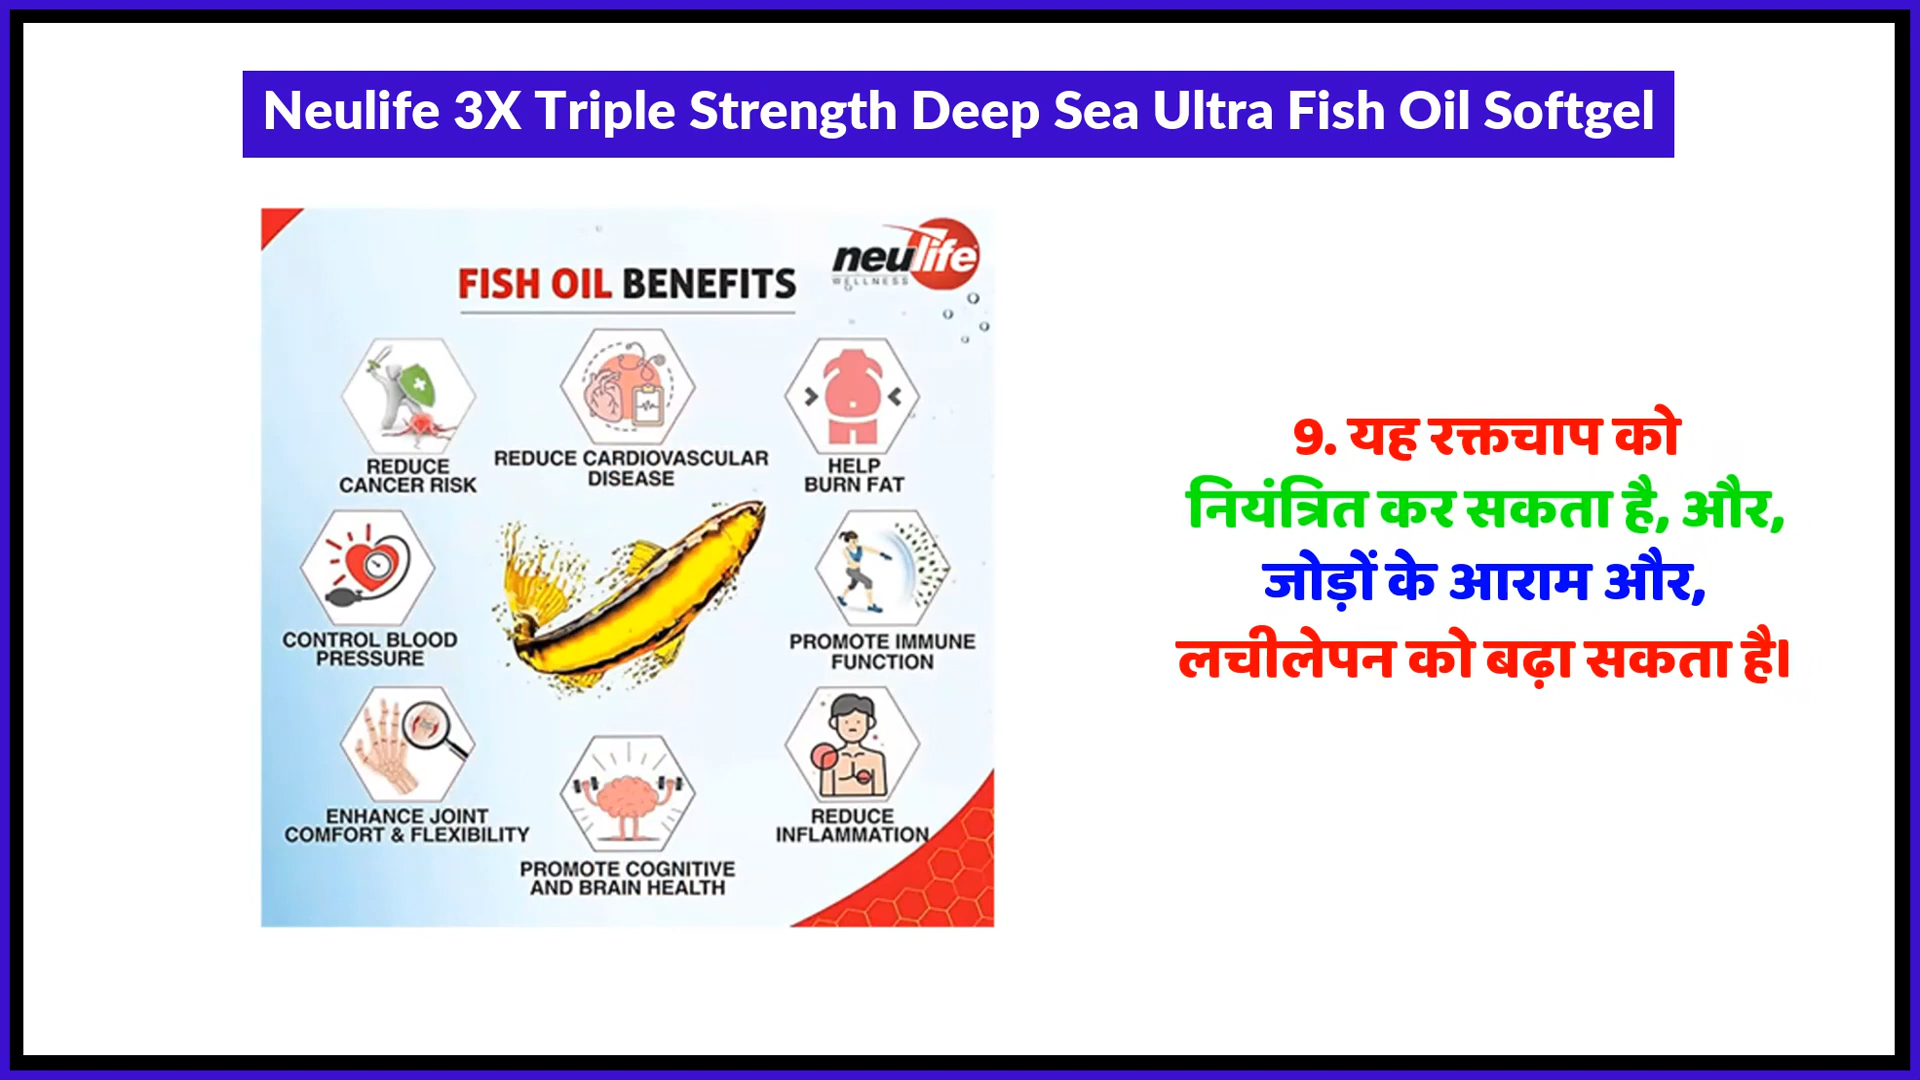 Neulife 3X Triple Strength Deep Sea Ultra Fish Oil Softgel
neulife
WELLNESS
FISH OIL BENEFITS
REDUCE
CANCER RISK
REDUCE CARDIOVASCULAR
DISEASE
HELP
BURN FAT
CONTROL BLOOD
PRESSURE
PROMOTE IMMUNE
FUNCTION
ENHANCE JOINT
COMFORT & FLEXIBILITY
PROMOTE COGNITIVE
AND BRAIN HEALTH
REDUCE
INFLAMMATION
9. यह रक्तचाप को
नियंत्रित कर सकता है, और,
जोड़ों के आराम और,
लचीलेपन को बढ़ा सकता है।